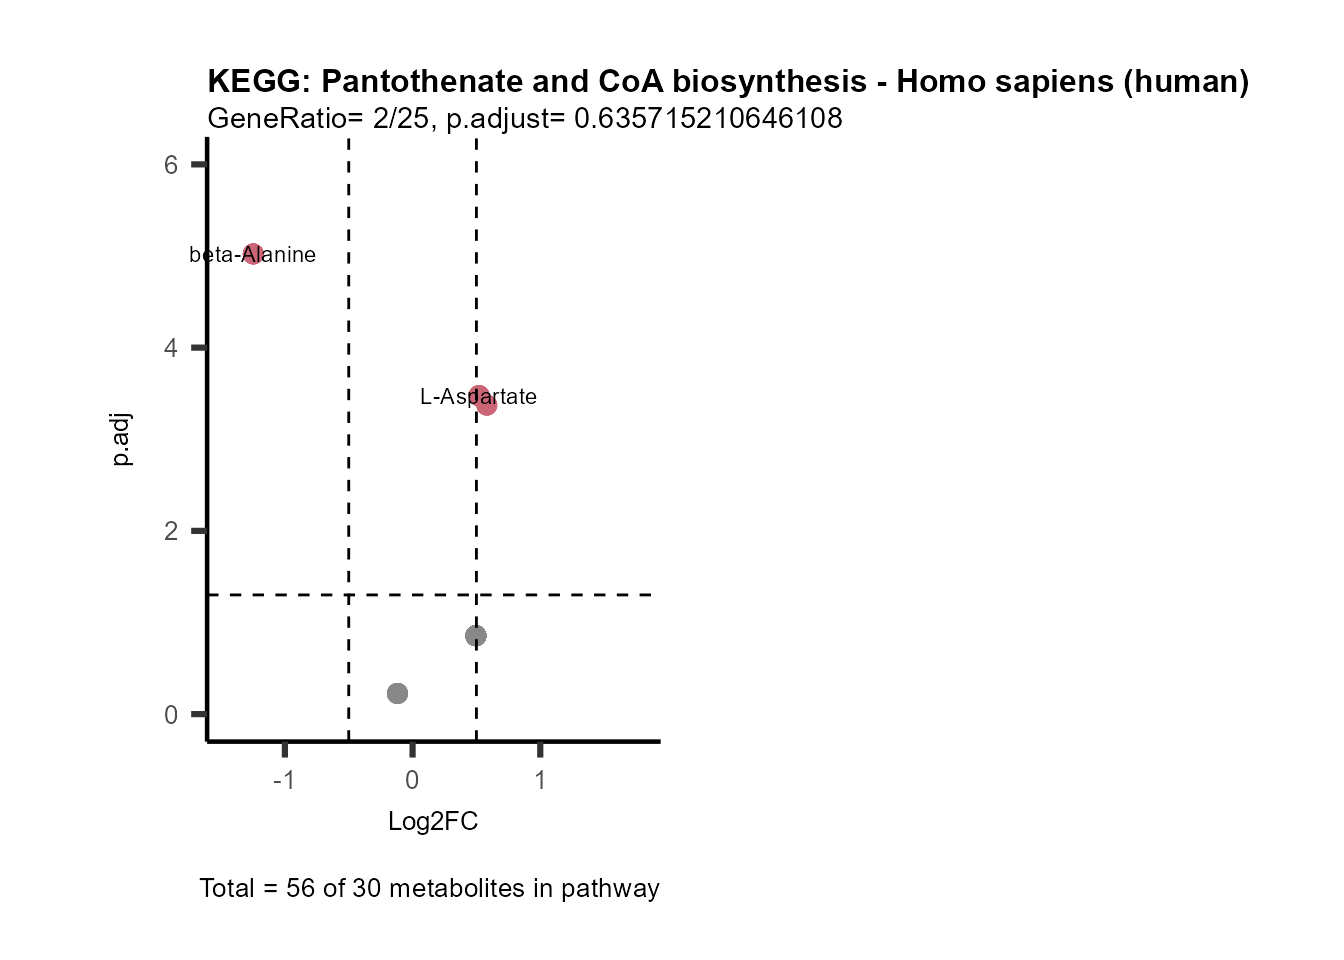 KEGG: Pantothenate and CoA biosynthesis - Homo sapiens (human)
GeneRatio= 2/25, p.adjust= 0.635715210646108
6
beta-Alanine
4
L-Aspartate
p.adj
2
0
-1 0 1
Log2FC
Total = 56 of 30 metabolites in pathway